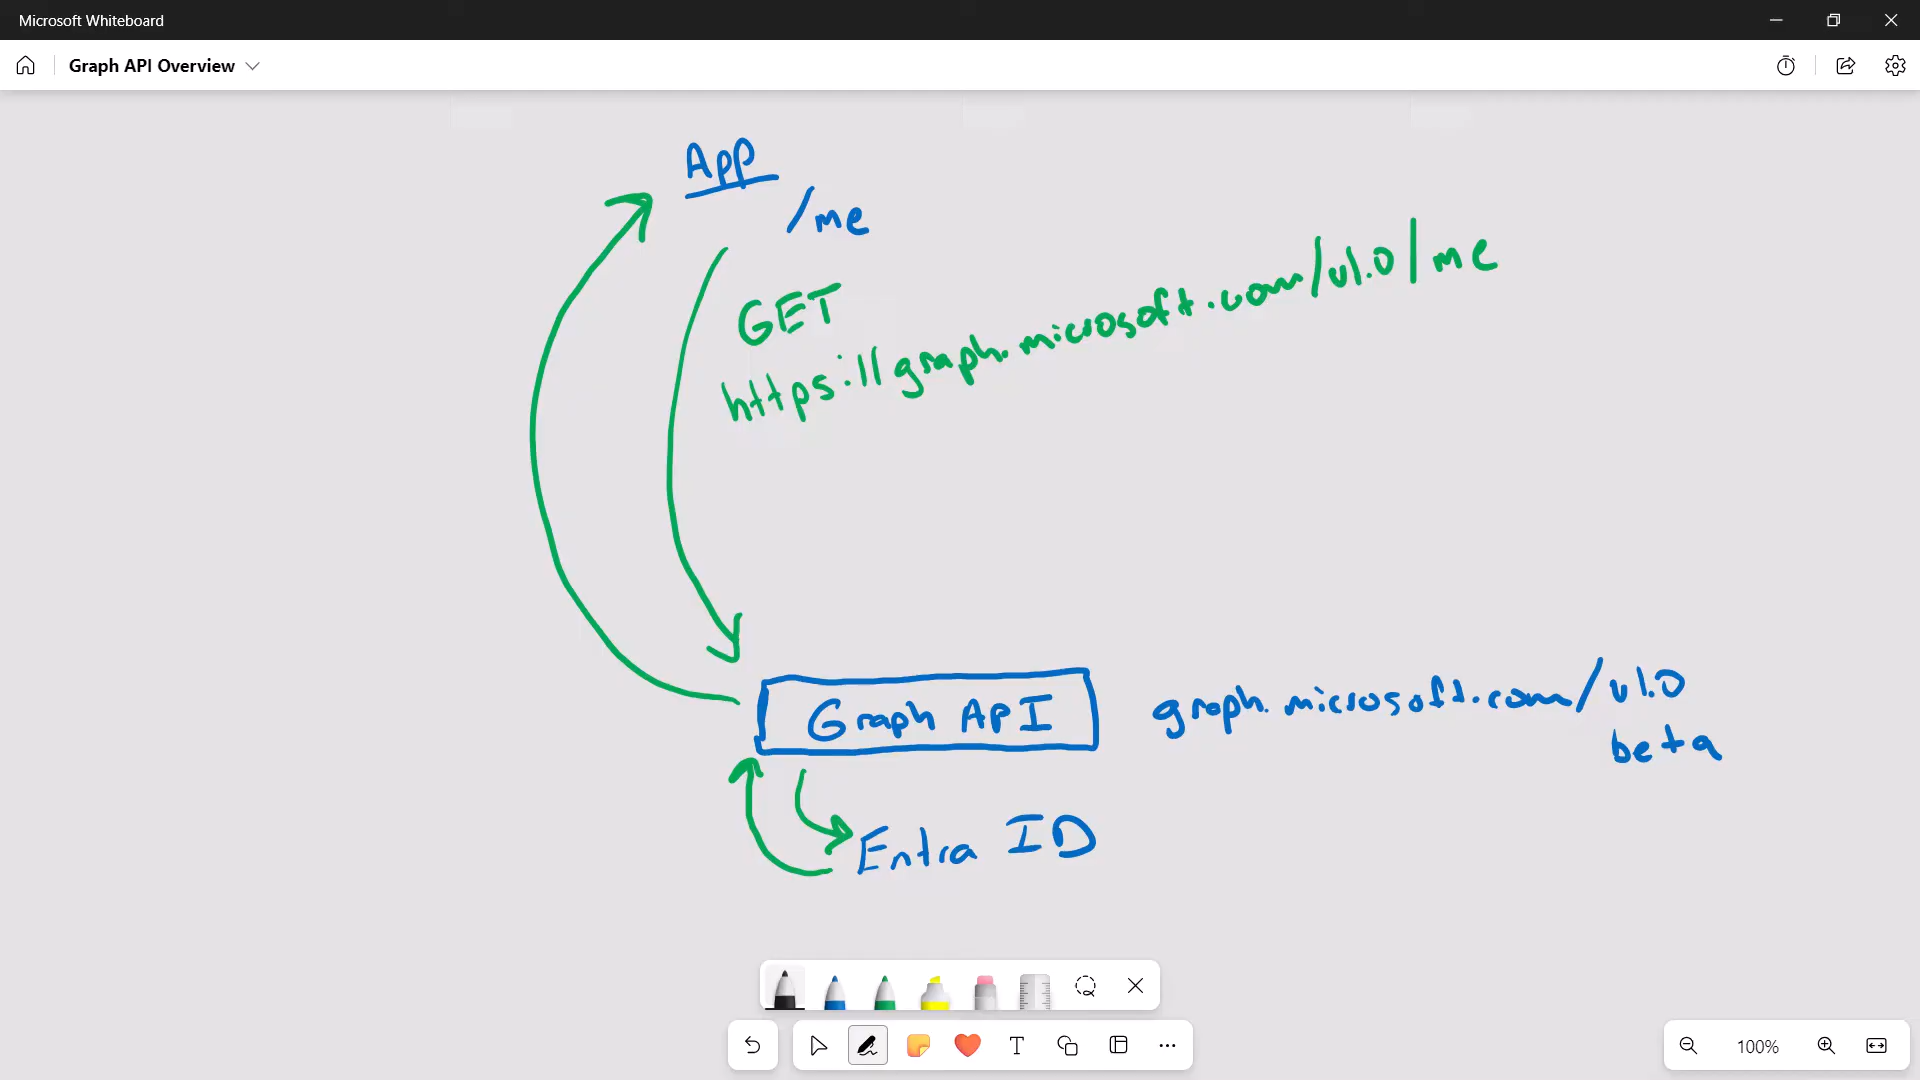 Microsoft Whiteboard
Graph API Overview
App
/me
GET
https://graph.microsoft.com/v1.0/me
Graph API
graph.microsoft.com/v1.0
beta
Entra ID
100%